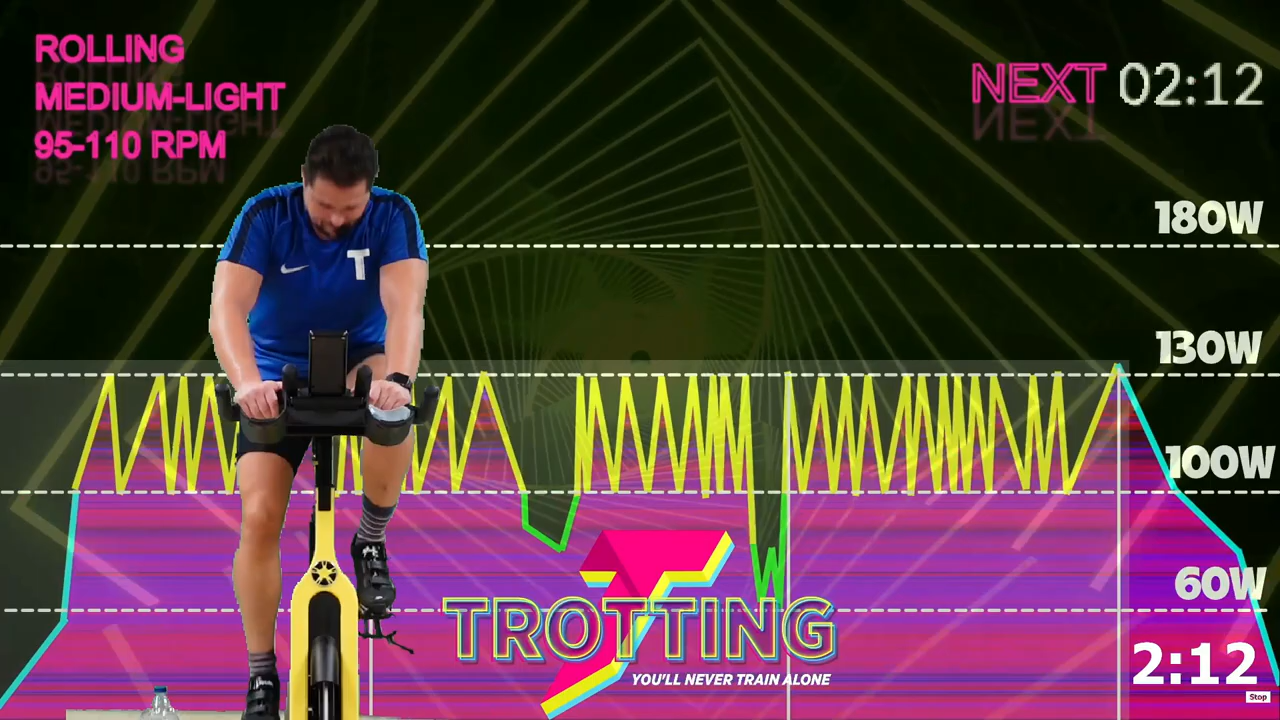 ROLLING
MEDIUM-LIGHT
95-110 RPM
NEXT 02:12
180W
130W
100W
60W
T
TROTTING
YOU'LL NEVER TRAIN ALONE
2:12
Stop